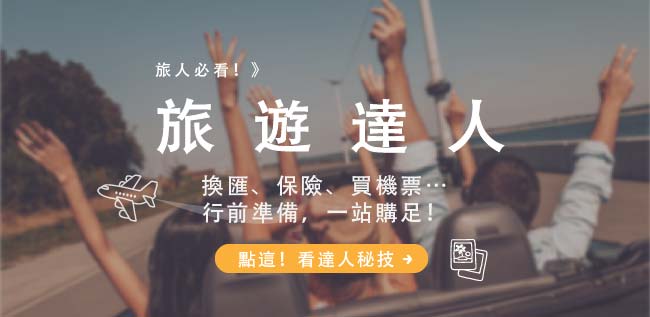 旅人必看！》
旅遊達人
換匯、保險、買機票⋯
行前準備，一站購足！
點這！看達人秘技➔